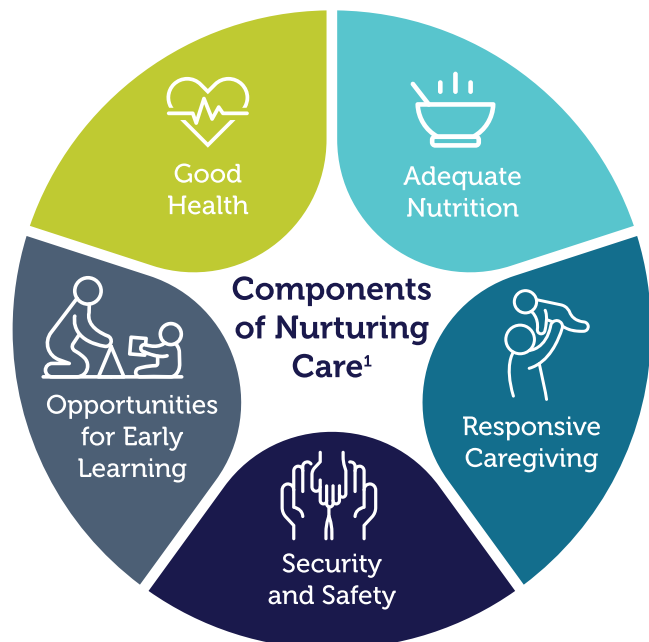 Good
Health
Adequate
Nutrition
Components
of Nurturing
Care¹
Opportunities
for Early
Learning
Responsive
Caregiving
Security
and Safety